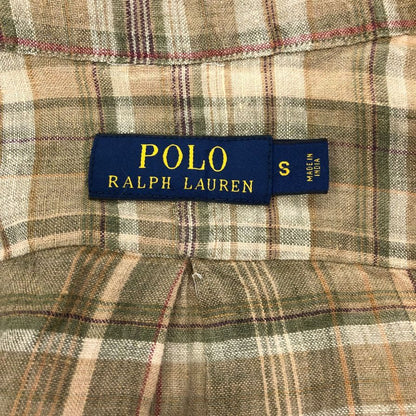 POLO
RALPH LAUREN
S
MADE IN
INDIA